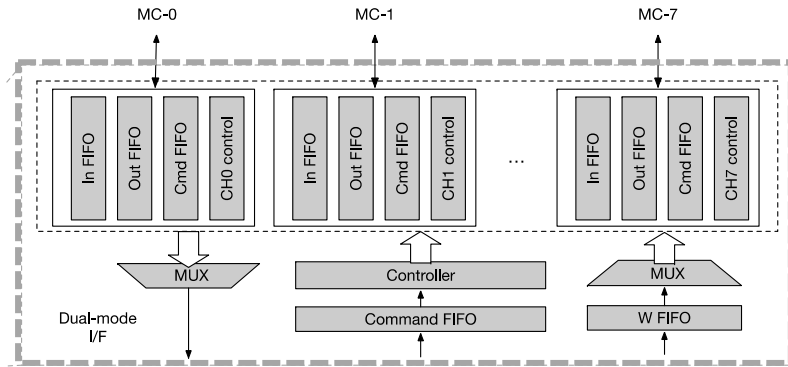 MC-0 MC-1 MC-7
In FIFO Out FIFO Cmd FIFO CH0 control In FIFO Out FIFO Cmd FIFO CH1 control ... In FIFO Out FIFO Cmd FIFO CH7 control
MUX Controller MUX
Dual-mode Command FIFO W FIFO
I/F